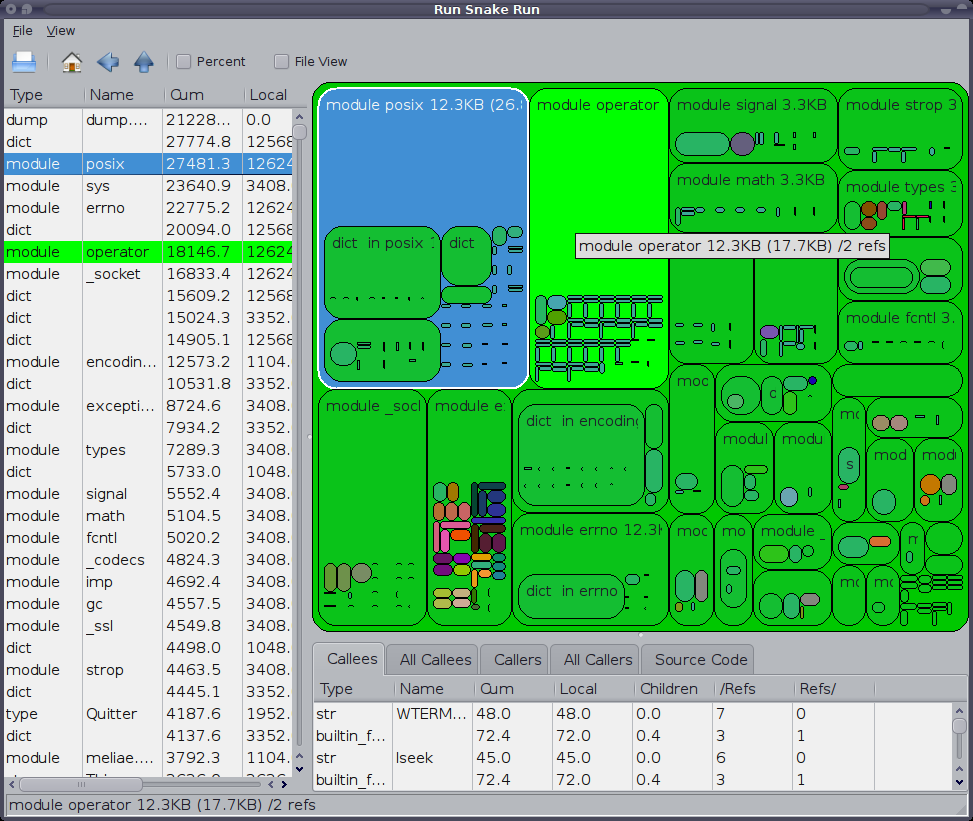 Run Snake Run
File View
Percent File View
Type Name Cum Local
dump dump.... 21228... 0.0
dict 27774.8 12568
module posix 27481.3 12624
module sys 23640.9 3408.
module errno 22775.2 12624
dict 20094.0 12568
module operator 18146.7 12624
module _socket 16833.4 12624
dict 15609.2 12568
dict 15024.3 12568
dict 14905.1 12568
module encodin... 12573.2 1104.
dict 10531.8 3352.
module excepti... 8724.6 3408.
dict 7934.2 3352.
module types 7289.3 3408.
dict 5733.0 1048.
module signal 5552.4 3408.
module math 5104.5 3408.
module fcntl 5020.2 3408.
module _codecs 4824.3 3408.
module imp 4692.4 3408.
module gc 4557.5 3408.
module _ssl 4549.8 3408.
dict 4498.0 1048.
module strop 4463.5 3408.
dict 4445.1 3352.
type Quitter 4187.6 1952.
dict 4137.6 3352.
module meliae.... 3792.3 1104.
module posix 12.3KB (26.8
module operator
module signal 3.3KB
module strop 3
module math 3.3KB
module types 3
module operator 12.3KB (17.7KB) /2 refs
dict in posix
dict
module fcntl 3.
module _socl
module e
dict in encoding
moc
modul
modu
mc
s
mod
mod
module errno 12.3K
dict in errno
moc
mo
module _
mc
mc
Callees All Callees Callers All Callers Source Code
Type Name Cum Local Children /Refs Refs/
str WTERM... 48.0 48.0 0.0 7 0
builtin_f... 72.4 72.0 0.4 3 1
str lseek 45.0 45.0 0.0 6 0
builtin_f... 72.4 72.0 0.4 3 1
module operator 12.3KB (17.7KB) /2 refs